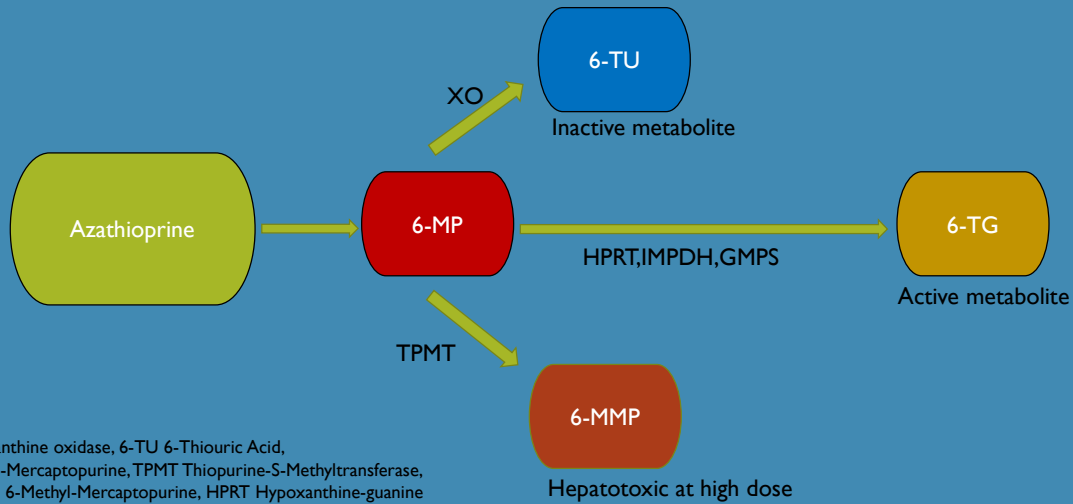 6-TU
XO
Inactive metabolite
Azathioprine
6-MP
6-TG
HPRT,IMPDH,GMPS
Active metabolite
TPMT
6-MMP
oxidase, 6-TU 6-Thiouric Acid,
-Mercaptopurine, TPMT Thiopurine-S-Methyltransferase,
6-Methyl-Mercaptopurine, HPRT Hypoxanthine-guanine
Hepatotoxic at high dose